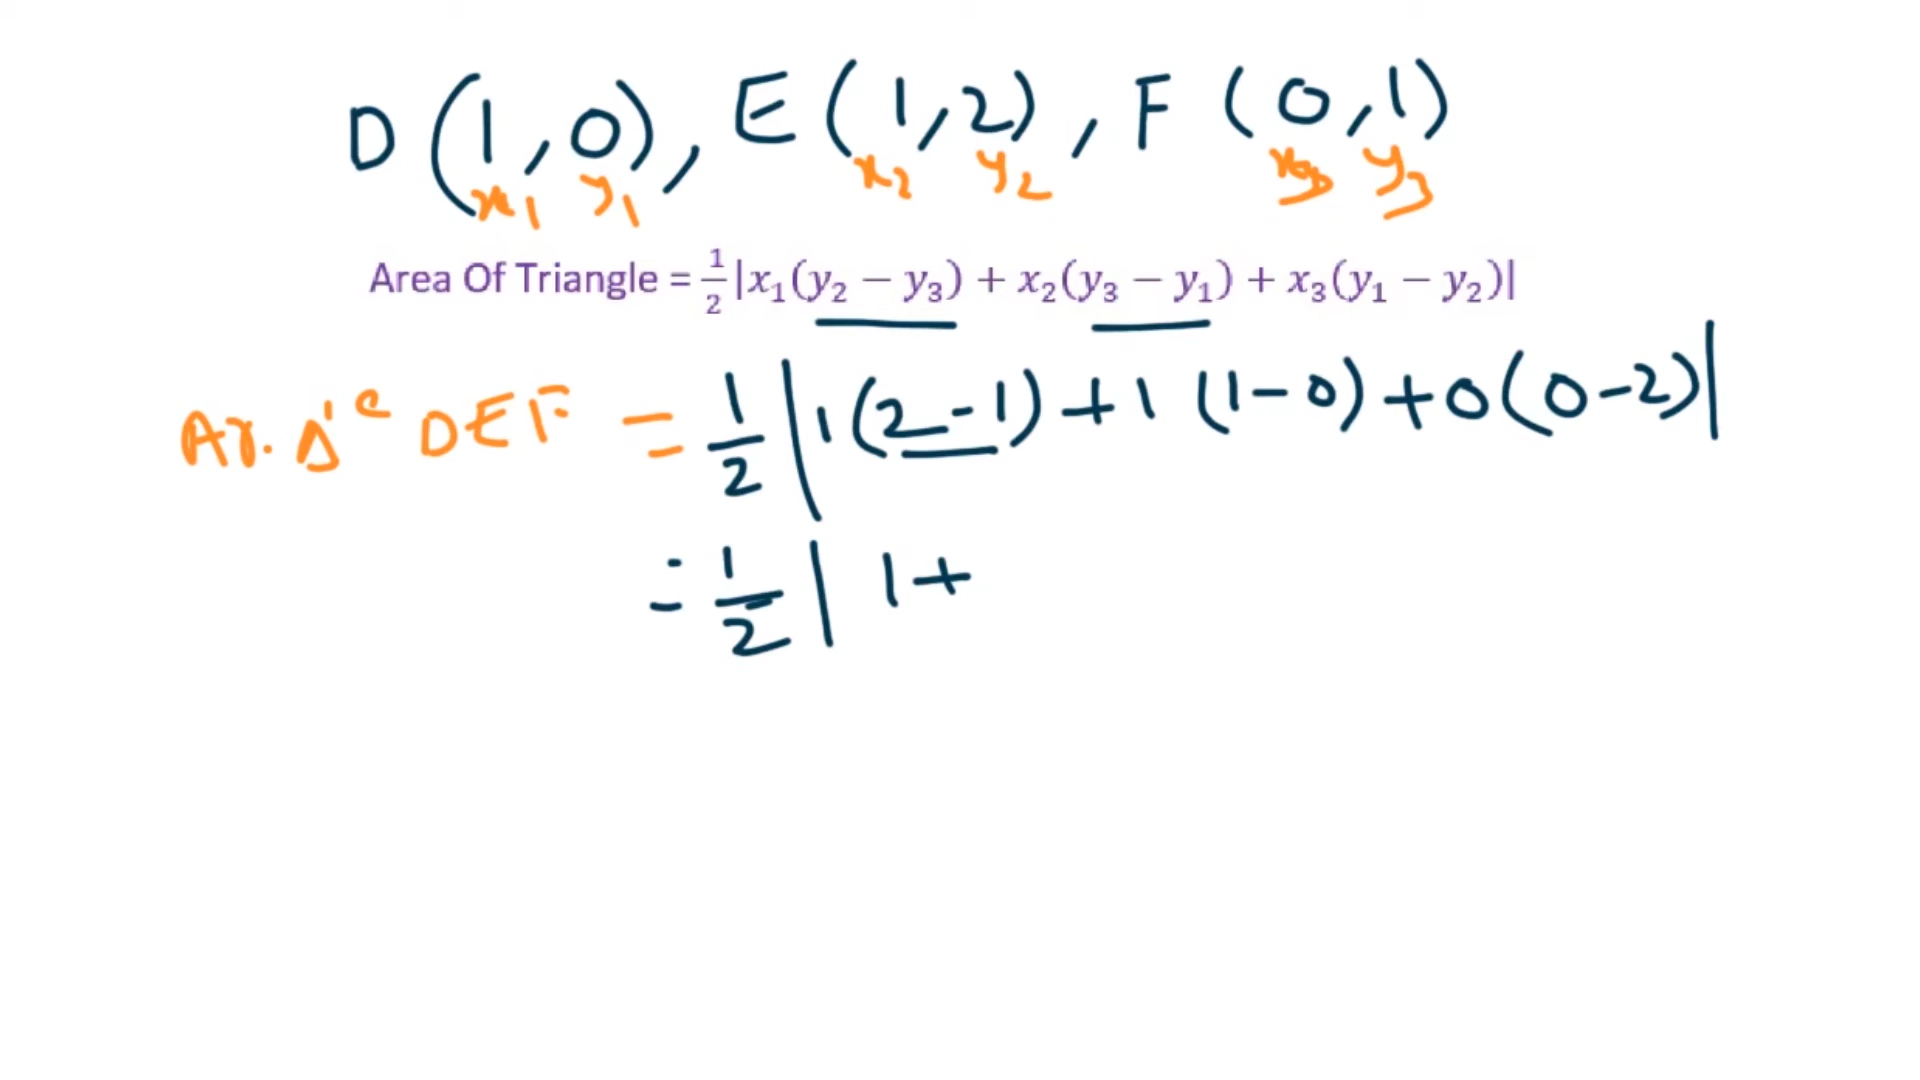 D (1, 0), E (1, 2), F (0, 1)
x₁ y₁ x₂ y₂ x₃ y₃
Area Of Triangle = ½|x₁(y₂ − y₃) + x₂(y₃ − y₁) + x₃(y₁ − y₂)|
Ar. Δˡᵉ DEF = ½ |1(2-1) + 1(1-0) + 0(0-2)|
= ½ | 1+